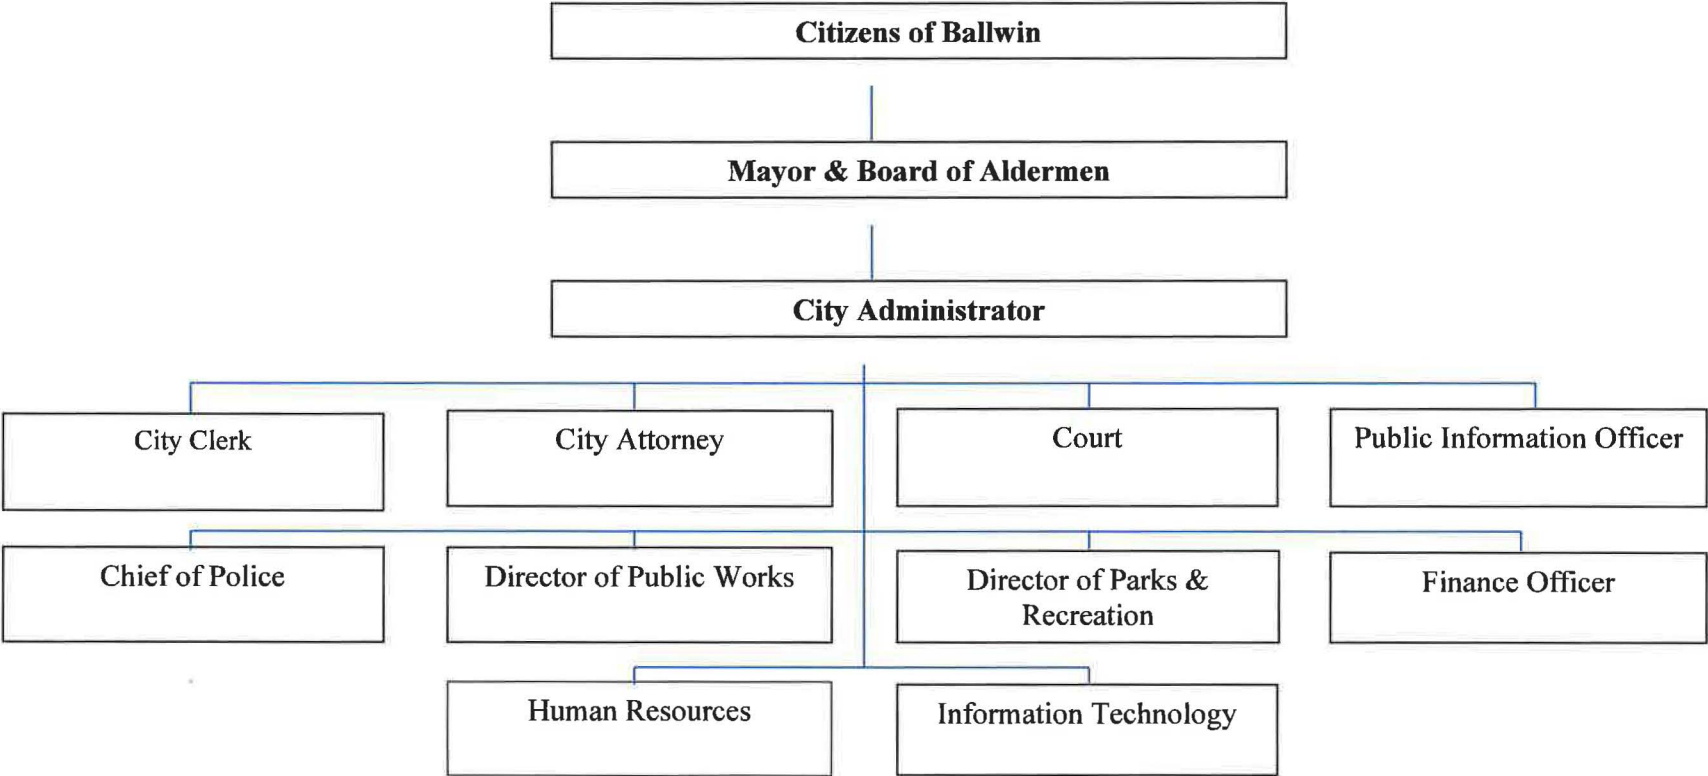 Citizens of Ballwin
Mayor & Board of Aldermen
City Administrator
City Clerk
City Attorney
Court
Public Information Officer
Chief of Police
Director of Public Works
Director of Parks &
Recreation
Finance Officer
Human Resources
Information Technology